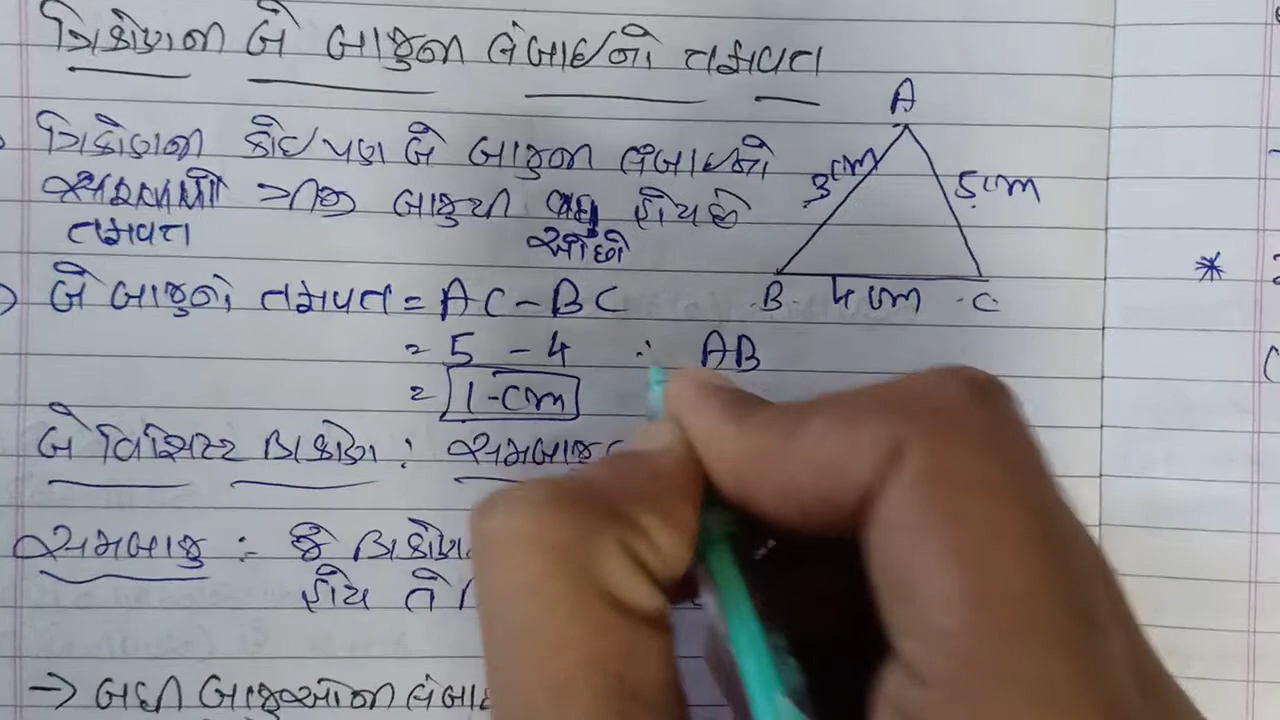 ત્રિકોણના બે બાજુના લંબાઈનો તફાવત
ત્રિકોણના કોઈપણ બે બાજુના લંબાઈનો
તફાવત ⇒ ત્રીજી બાજુથી હોય છે
ઓછો
A
3 cm
5 cm
B
4 cm
C
*
બે બાજુનો તફાવત = AC - BC
= 5 - 4 ∴ AB
= 1 - cm
બે વિશિષ્ટ ત્રિકોણ : સમબાજુ
સમબાજુ :- જે ત્રિકોણ
હોય તે
→ બધી બાજુઓના લંબાઈ